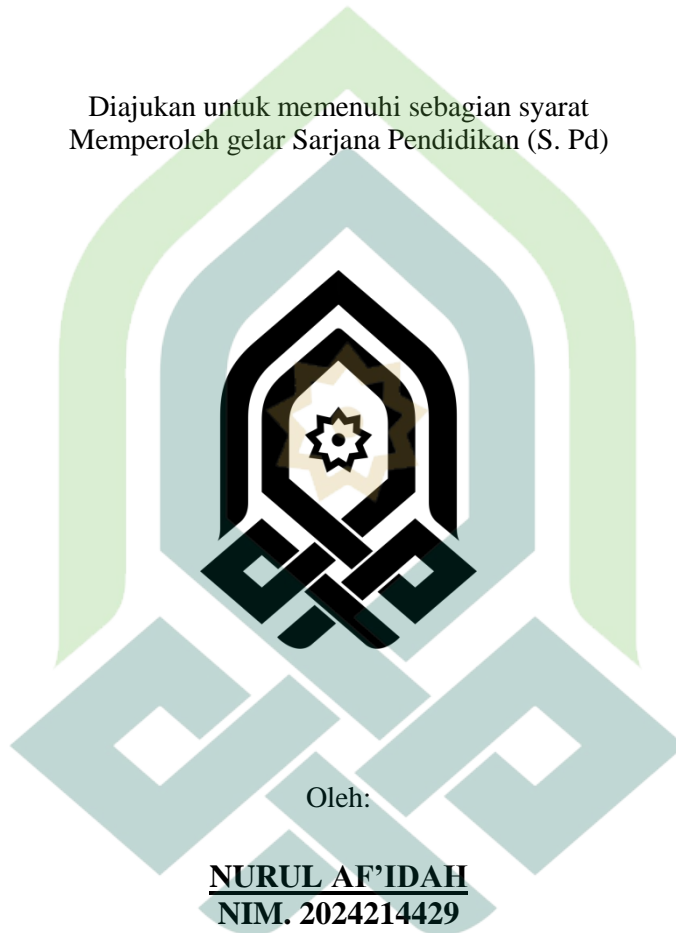 Diajukan untuk memenuhi sebagian syarat
Memperoleh gelar Sarjana Pendidikan (S. Pd)
Oleh:
NURUL AF’IDAH
NIM. 2024214429